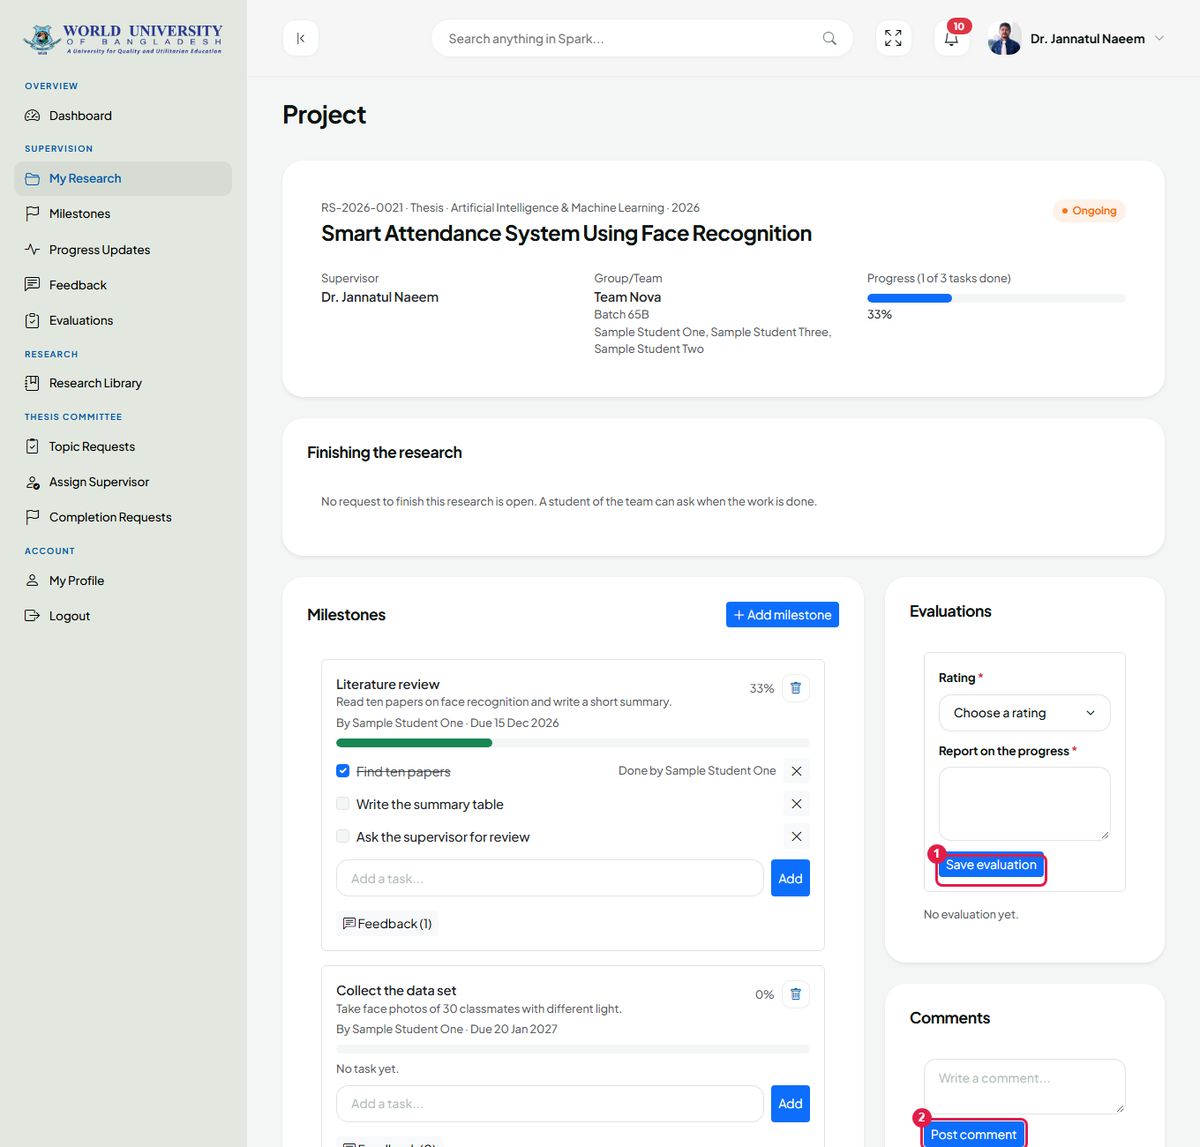 WORLD UNIVERSITY
OF BANGLADESH
A University for Quality and Utilitarian Education
OVERVIEW
Dashboard
SUPERVISION
My Research
Milestones
Progress Updates
Feedback
Evaluations
RESEARCH
Research Library
THESIS COMMITTEE
Topic Requests
Assign Supervisor
Completion Requests
ACCOUNT
My Profile
Logout
Search anything in Spark...
10
Dr. Jannatul Naeem
Project
RS-2026-0021 · Thesis · Artificial Intelligence & Machine Learning · 2026
Ongoing
Smart Attendance System Using Face Recognition
Supervisor
Dr. Jannatul Naeem
Group/Team
Team Nova
Batch 65B
Sample Student One, Sample Student Three,
Sample Student Two
Progress (1 of 3 tasks done)
33%
Finishing the research
No request to finish this research is open. A student of the team can ask when the work is done.
Milestones
+ Add milestone
Literature review
33%
Read ten papers on face recognition and write a short summary.
By Sample Student One · Due 15 Dec 2026
Find ten papers
Done by Sample Student One
Write the summary table
Ask the supervisor for review
Add a task...
Add
Feedback (1)
Collect the data set
0%
Take face photos of 30 classmates with different light.
By Sample Student One · Due 20 Jan 2027
No task yet.
Add a task...
Add
Evaluations
Rating *
Choose a rating
Report on the progress *
1
Save evaluation
No evaluation yet.
Comments
Write a comment...
2
Post comment